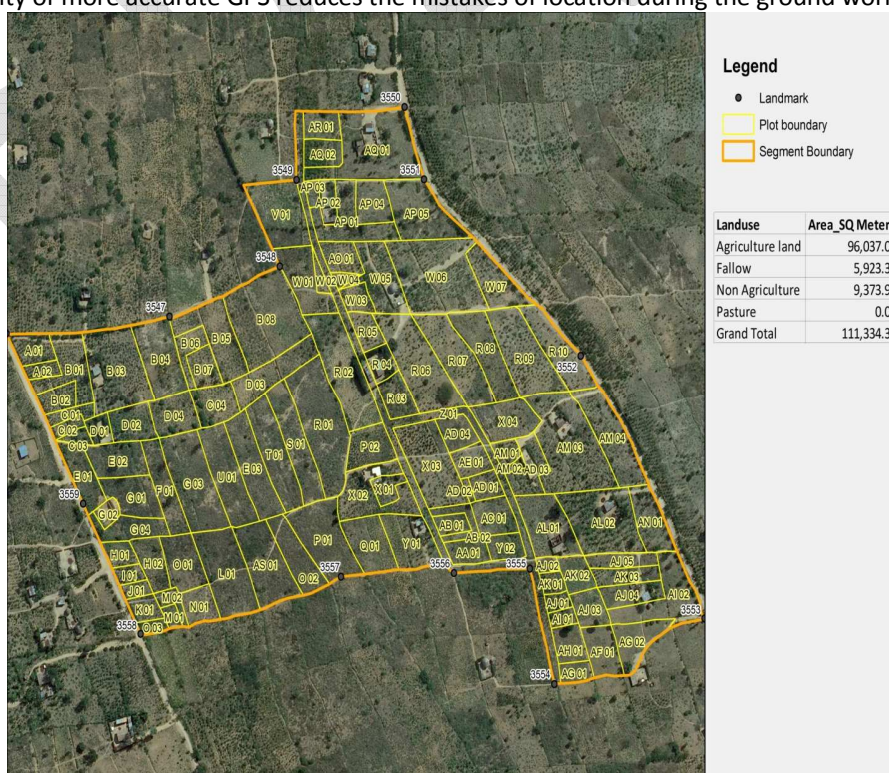 ity of more accurate GPS reduces the mistakes of location during the ground wor
Legend
Landmark
Plot boundary
Segment Boundary
Landuse Area_SQ Meter
Agriculture land 96,037.0
Fallow 5,923.3
Non Agriculture 9,373.9
Pasture 0.0
Grand Total 111,334.3
3550
AR 01
AQ 02 AQ 01
3549 3551
AP 03
AP 02 AP 04
V 01 AP 01 AP 05
3548 AO 01
W 01 W 02 W 04 W 05 W 06
W 07
W 03
3547
B 08 R 05
B 06 B 05
A 01 R 08
B 04 R 04 R 07 R 09 R 10
A 02 B 01 B 03 B 07 R 02 R 06 3552
D 03
B 02 R 03
C 01 C 04 Z 01
C 02 D 01 D 02 D 04 R 01 AD 04 X 04
C 03 S 01 P 02 AM 01 AM 03 AM 04
E 02 T 01 X 03 AE 01 AM 02 AD 03
E 01 F 01 G 03 U 01 E 03
3559 G 01 X 02 X 01 AD 02 AD 01
G 02
G 04 AB 01 AC 01 AL 01 AL 02 AN 01
P 01 Q 01 Y 01 AB 02
H 01 H 02 O 01 AA 01 Y 02
I 01 L 01 AS 01 O 02 3557 3556 3555 AJ 02 AK 02 AJ 05
J 01 M 02 AK 01 AK 03
K 01 N 01 AJ 01 AJ 03 AJ 04 AI 02
M 01 AI 01 3553
3558 O 03
AH 01 AF 01 AG 02
3554 AG 01